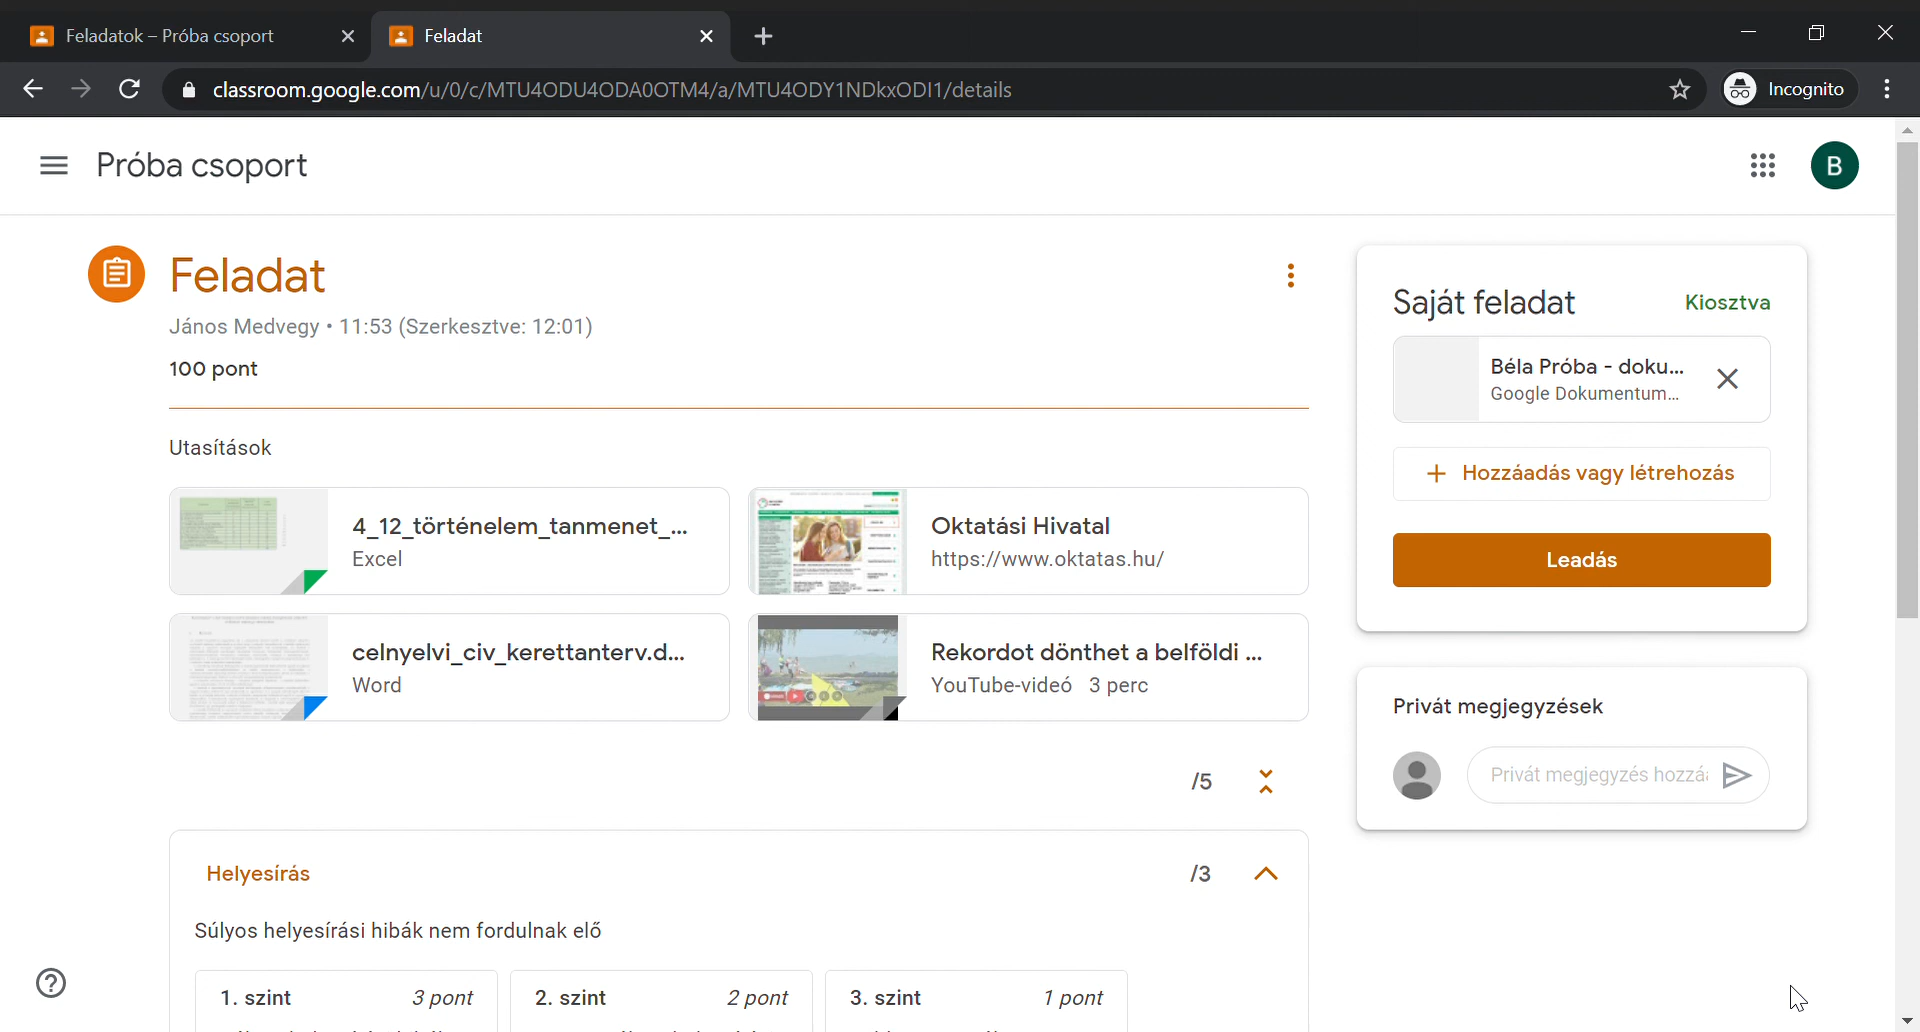 Feladatok – Próba csoport
Feladat
classroom.google.com/u/0/c/MTU4ODU4ODA0OTM4/a/MTU4ODY1NDkxODI1/details
Incognito
Próba csoport
B
Feladat
János Medvegy • 11:53 (Szerkesztve: 12:01)
100 pont
Utasítások
4_12_történelem_tanmenet_...
Excel
Oktatási Hivatal
https://www.oktatas.hu/
celnyelvi_civ_kerettanterv.d...
Word
Rekordot dönthet a belföldi ...
YouTube-videó 3 perc
/5
Helyesírás
/3
Súlyos helyesírási hibák nem fordulnak elő
1. szint 3 pont
2. szint 2 pont
3. szint 1 pont
Saját feladat
Kiosztva
Béla Próba - doku...
Google Dokumentum...
+ Hozzáadás vagy létrehozás
Leadás
Privát megjegyzések
Privát megjegyzés hozzá